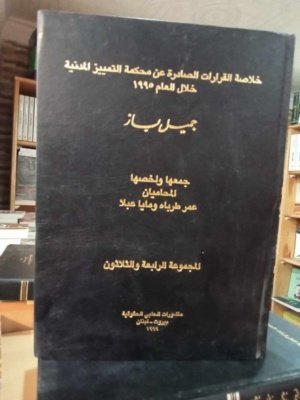 خلاصة القرارات الصادرة عن محكمة التمييز المدنية
خلال العام ١٩٩٥
جميل باز
جمعها ولخصها
المحاميان
عمر طرباه ومايا عبلا
المجموعة الرابعة والثلاثون
منشورات الحلبي الحقوقية
بيروت - لبنان
١٩٩٩